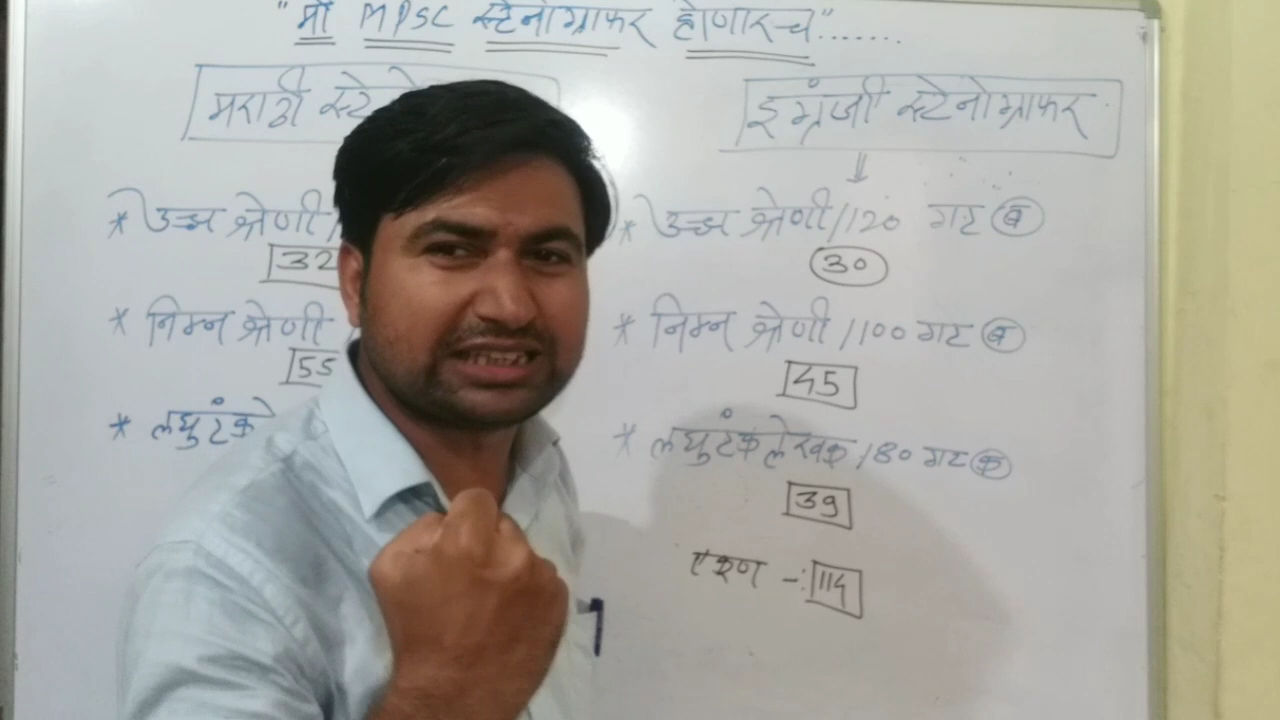 "मी MPSC स्टेनोग्राफर होणारच".......
मराठी स्टे
इंग्रजी स्टेनोग्राफर
* उच्च श्रेणी/
32
* निम्न श्रेणी
55
* लघुटंक
* उच्च श्रेणी/120 गट ब
30
* निम्न श्रेणी/100 गट ब
45
* लघुटंकलेखक/80 गट क
39
एकूण -: 114